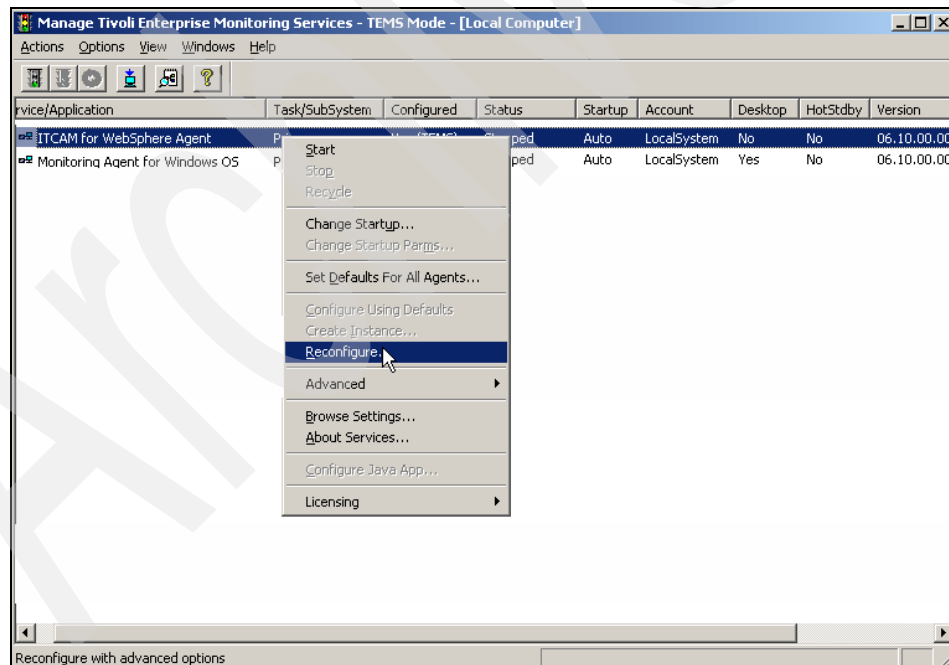 Manage Tivoli Enterprise Monitoring Services - TEMS Mode - [Local Computer]
Actions Options View Windows Help
rvice/Application Task/SubSystem Configured Status Startup Account Desktop HotStdby Version
ITCAM for WebSphere Agent P (TEMS) pped Auto LocalSystem No No 06.10.00.00
Monitoring Agent for Windows OS P pped Auto LocalSystem Yes No 06.10.00.00
Start
Stop
Recycle
Change Startup...
Change Startup Parms...
Set Defaults For All Agents...
Configure Using Defaults
Create Instance...
Reconfigure...
Advanced
Browse Settings...
About Services...
Configure Java App...
Licensing
Reconfigure with advanced options